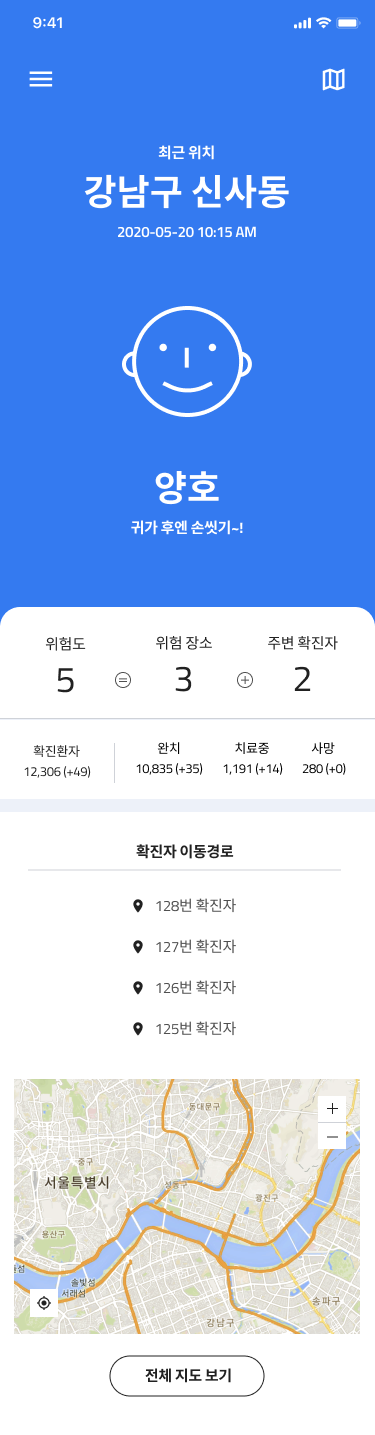 9:41
최근 위치
강남구 신사동
2020-05-20 10:15 AM
양호
귀가 후엔 손씻기~!
위험도 위험 장소 주변 확진자
5 = 3 + 2
확진환자 완치 치료중 사망
12,306 (+49) 10,835 (+35) 1,191 (+14) 280 (+0)
확진자 이동경로
128번 확진자
127번 확진자
126번 확진자
125번 확진자
동대문구
중구
서울특별시
성동구
광진구
용산구
솔빛섬
서래섬
송파구
강남구
전체 지도 보기